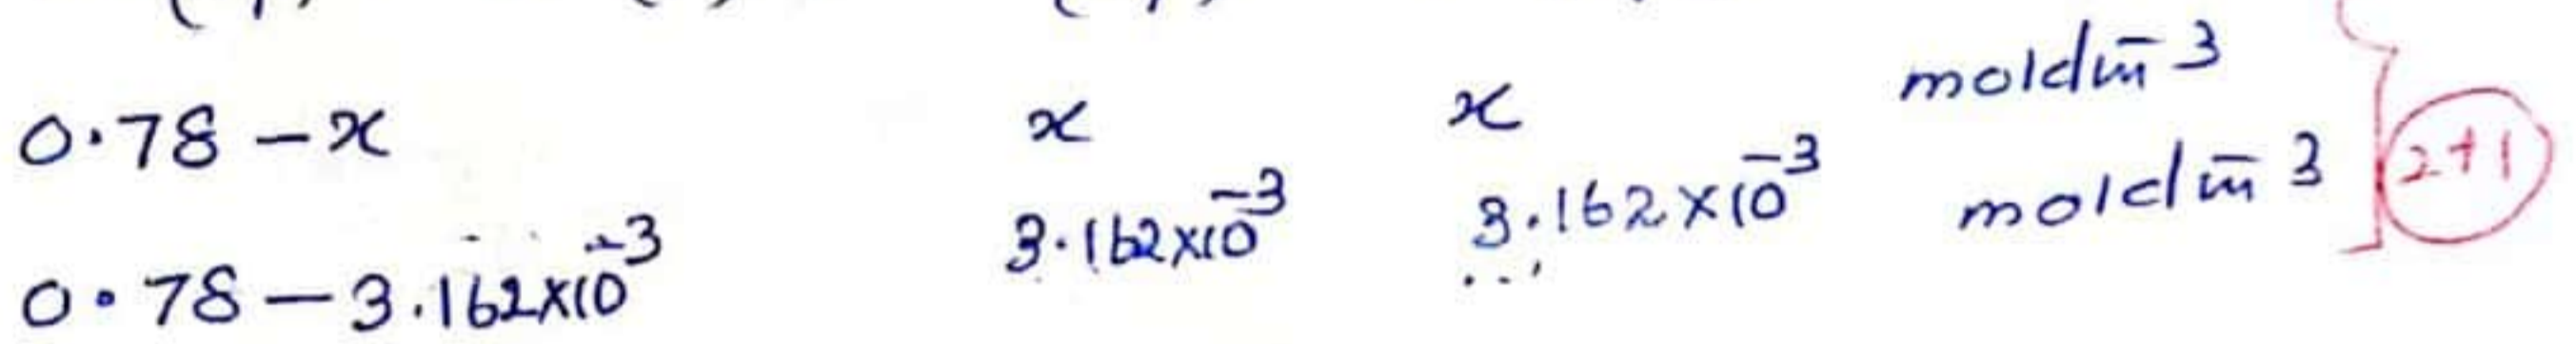 0.78 - x x x moldm⁻³
0.78 - 3.162×10⁻³ 3.162×10⁻³ 3.162×10⁻³ moldm⁻³
2+1